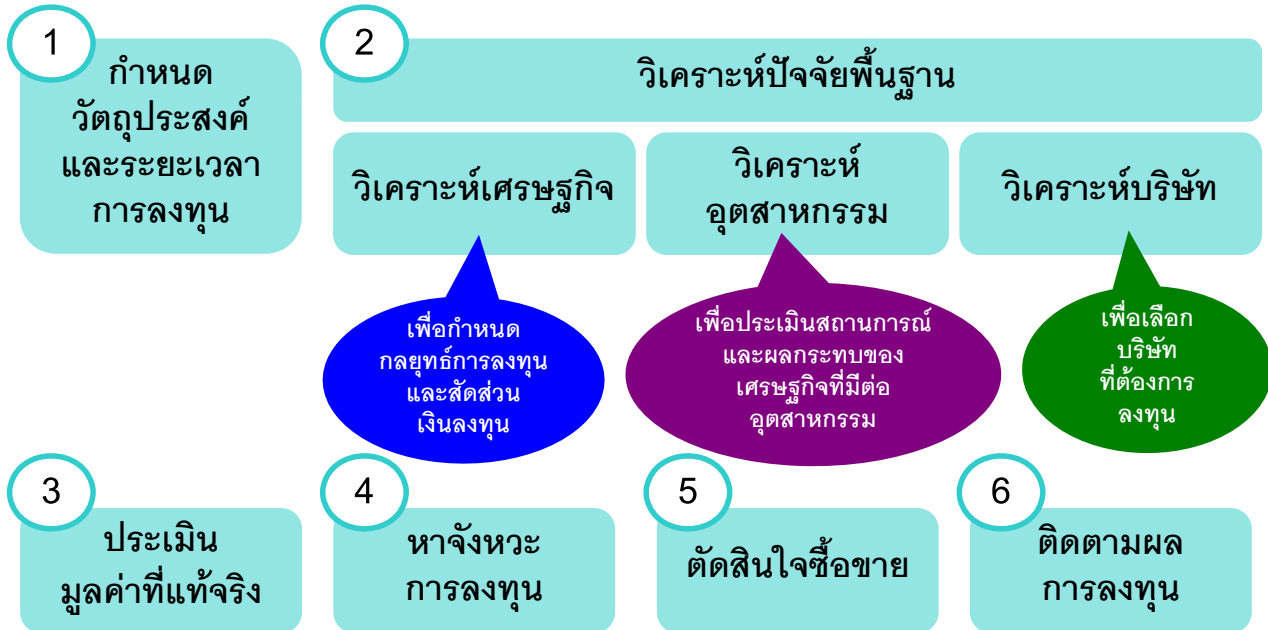 1
กำหนด
วัตถุประสงค์
และระยะเวลา
การลงทุน
2
วิเคราะห์ปัจจัยพื้นฐาน
วิเคราะห์เศรษฐกิจ
วิเคราะห์
อุตสาหกรรม
วิเคราะห์บริษัท
เพื่อกำหนด
กลยุทธ์การลงทุน
และสัดส่วน
เงินลงทุน
เพื่อประเมินสถานการณ์
และผลกระทบของ
เศรษฐกิจที่มีต่อ
อุตสาหกรรม
เพื่อเลือก
บริษัท
ที่ต้องการ
ลงทุน
3
ประเมิน
มูลค่าที่แท้จริง
4
หาจังหวะ
การลงทุน
5
ตัดสินใจซื้อขาย
6
ติดตามผล
การลงทุน